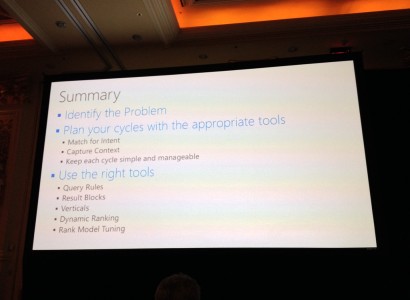 Summary
▪ Identify the Problem
▪ Plan your cycles with the appropriate tools
▪ Match for Intent
▪ Capture Context
▪ Keep each cycle simple and manageable
▪ Use the right tools
▪ Query Rules
▪ Result Blocks
▪ Verticals
▪ Dynamic Ranking
▪ Rank Model Tuning